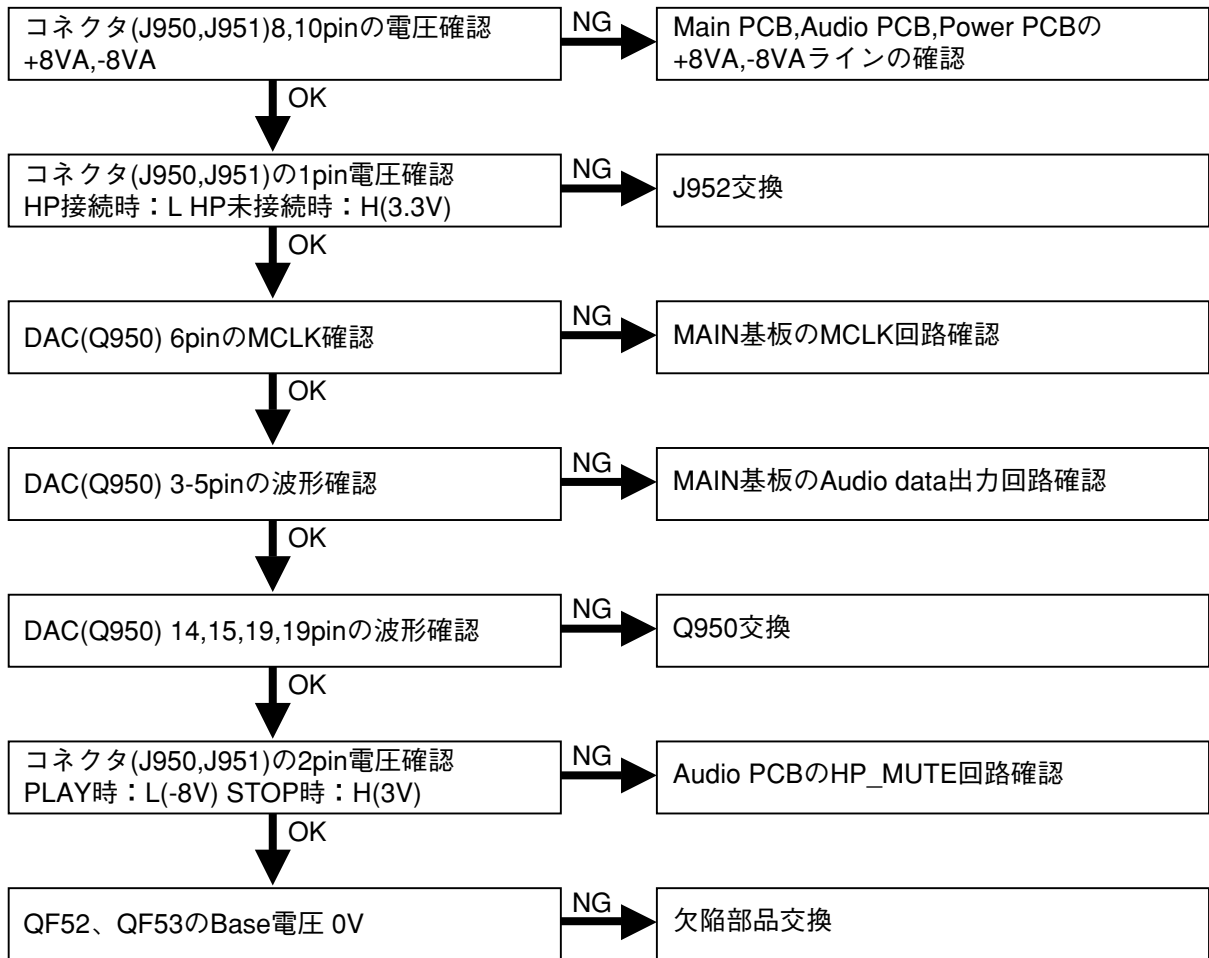 コネクタ(J950,J951)8,10pinの電圧確認
+8VA,-8VA
NG
Main PCB,Audio PCB,Power PCBの
+8VA,-8VAラインの確認
OK
コネクタ(J950,J951)の1pin電圧確認
HP接続時：L HP未接続時：H(3.3V)
NG
J952交換
OK
DAC(Q950) 6pinのMCLK確認
NG
MAIN基板のMCLK回路確認
OK
DAC(Q950) 3-5pinの波形確認
NG
MAIN基板のAudio data出力回路確認
OK
DAC(Q950) 14,15,19,19pinの波形確認
NG
Q950交換
OK
コネクタ(J950,J951)の2pin電圧確認
PLAY時：L(-8V) STOP時：H(3V)
NG
Audio PCBのHP_MUTE回路確認
OK
QF52、QF53のBase電圧 0V
NG
欠陥部品交換